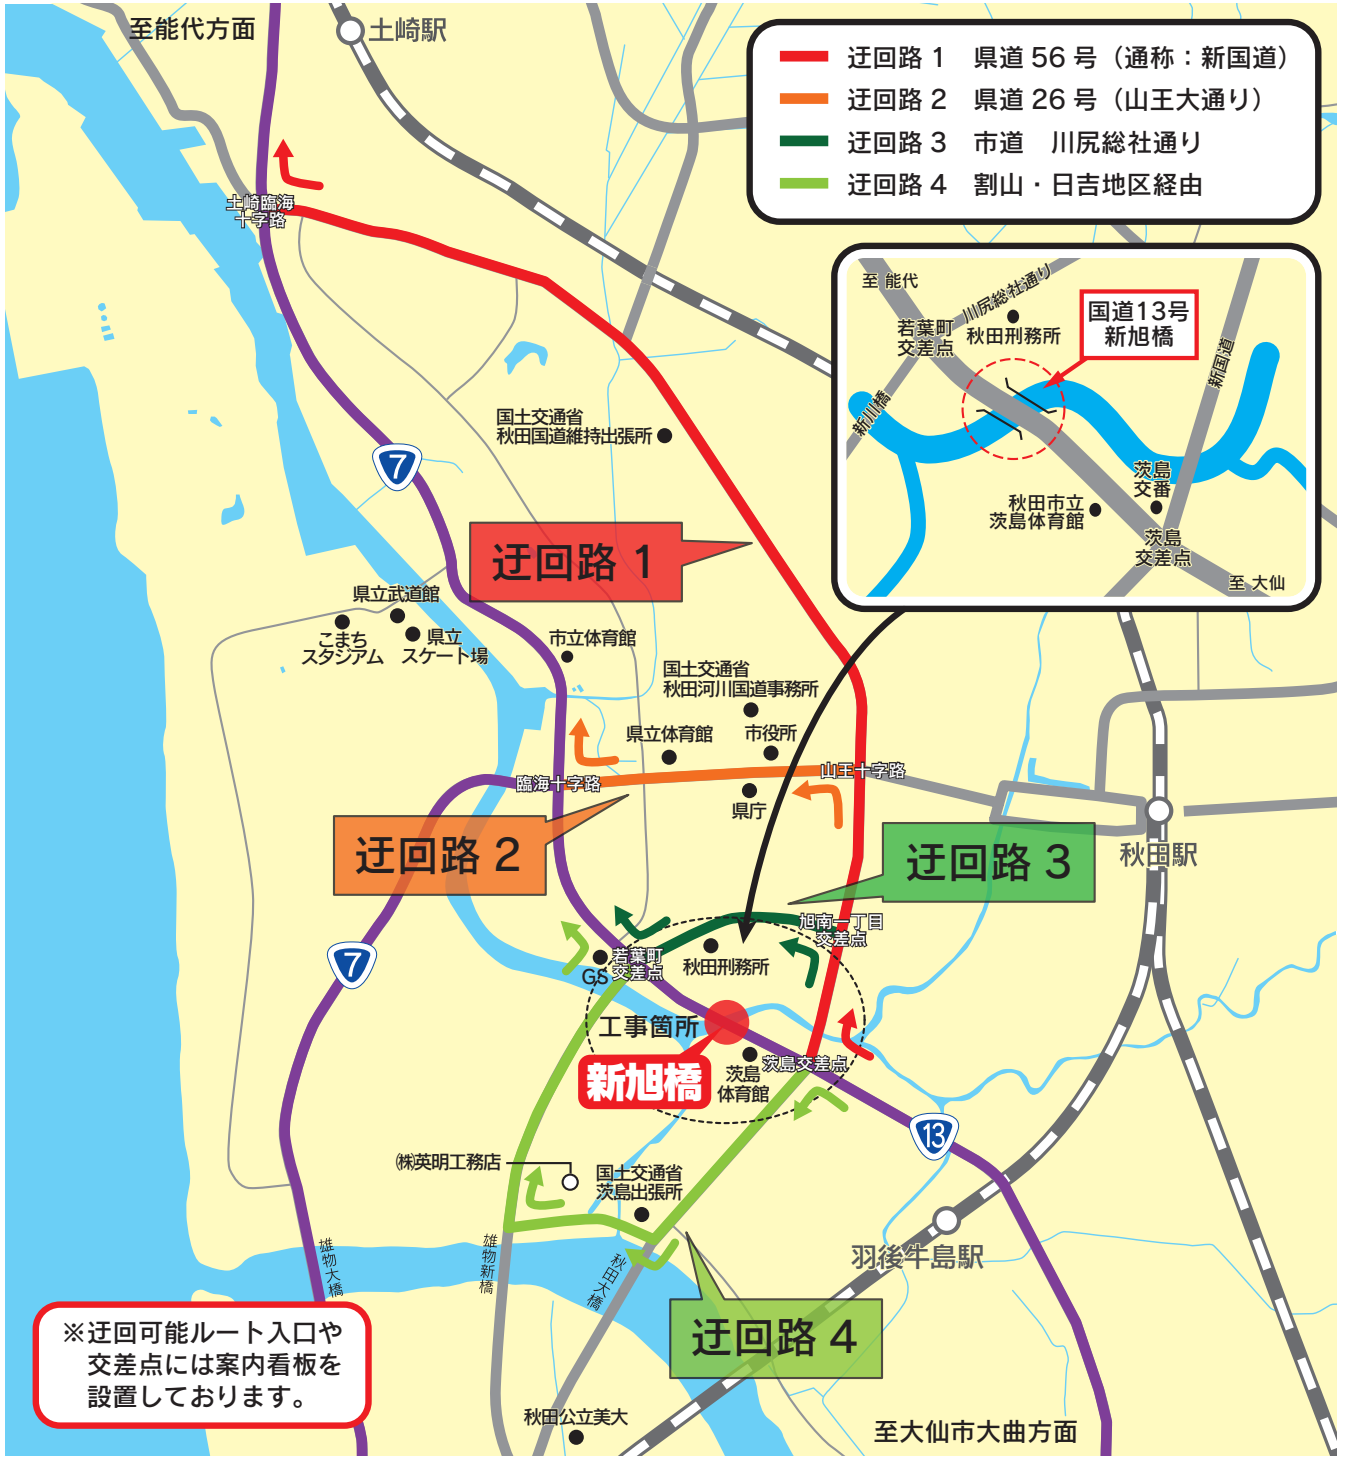 至能代方面
土崎駅
迂回路 1　県道 56 号（通称：新国道）
迂回路 2　県道 26 号（山王大通り）
迂回路 3　市道　川尻総社通り
迂回路 4　割山・日吉地区経由
土崎臨海
十字路
至 能代
川尻総社通り
国道13号
新旭橋
若葉町
交差点
秋田刑務所
新国道
新川橋
茨島
交番
秋田市立
茨島体育館
茨島
交差点
至 大仙
国土交通省
秋田国道維持出張所
7
迂回路 1
県立武道館
こまち
スタジアム
県立
スケート場
市立体育館
国土交通省
秋田河川国道事務所
県立体育館
市役所
臨海十字路
山王十字路
県庁
迂回路 2
迂回路 3
秋田駅
旭南一丁目
交差点
7
若葉町
交差点
GS
秋田刑務所
工事箇所
新旭橋
茨島
体育館
茨島交差点
13
㈱英明工務店
国土交通省
茨島出張所
雄物大橋
雄物新橋
秋田大橋
羽後牛島駅
迂回路 4
※迂回可能ルート入口や
交差点には案内看板を
設置しております。
秋田公立美大
至大仙市大曲方面